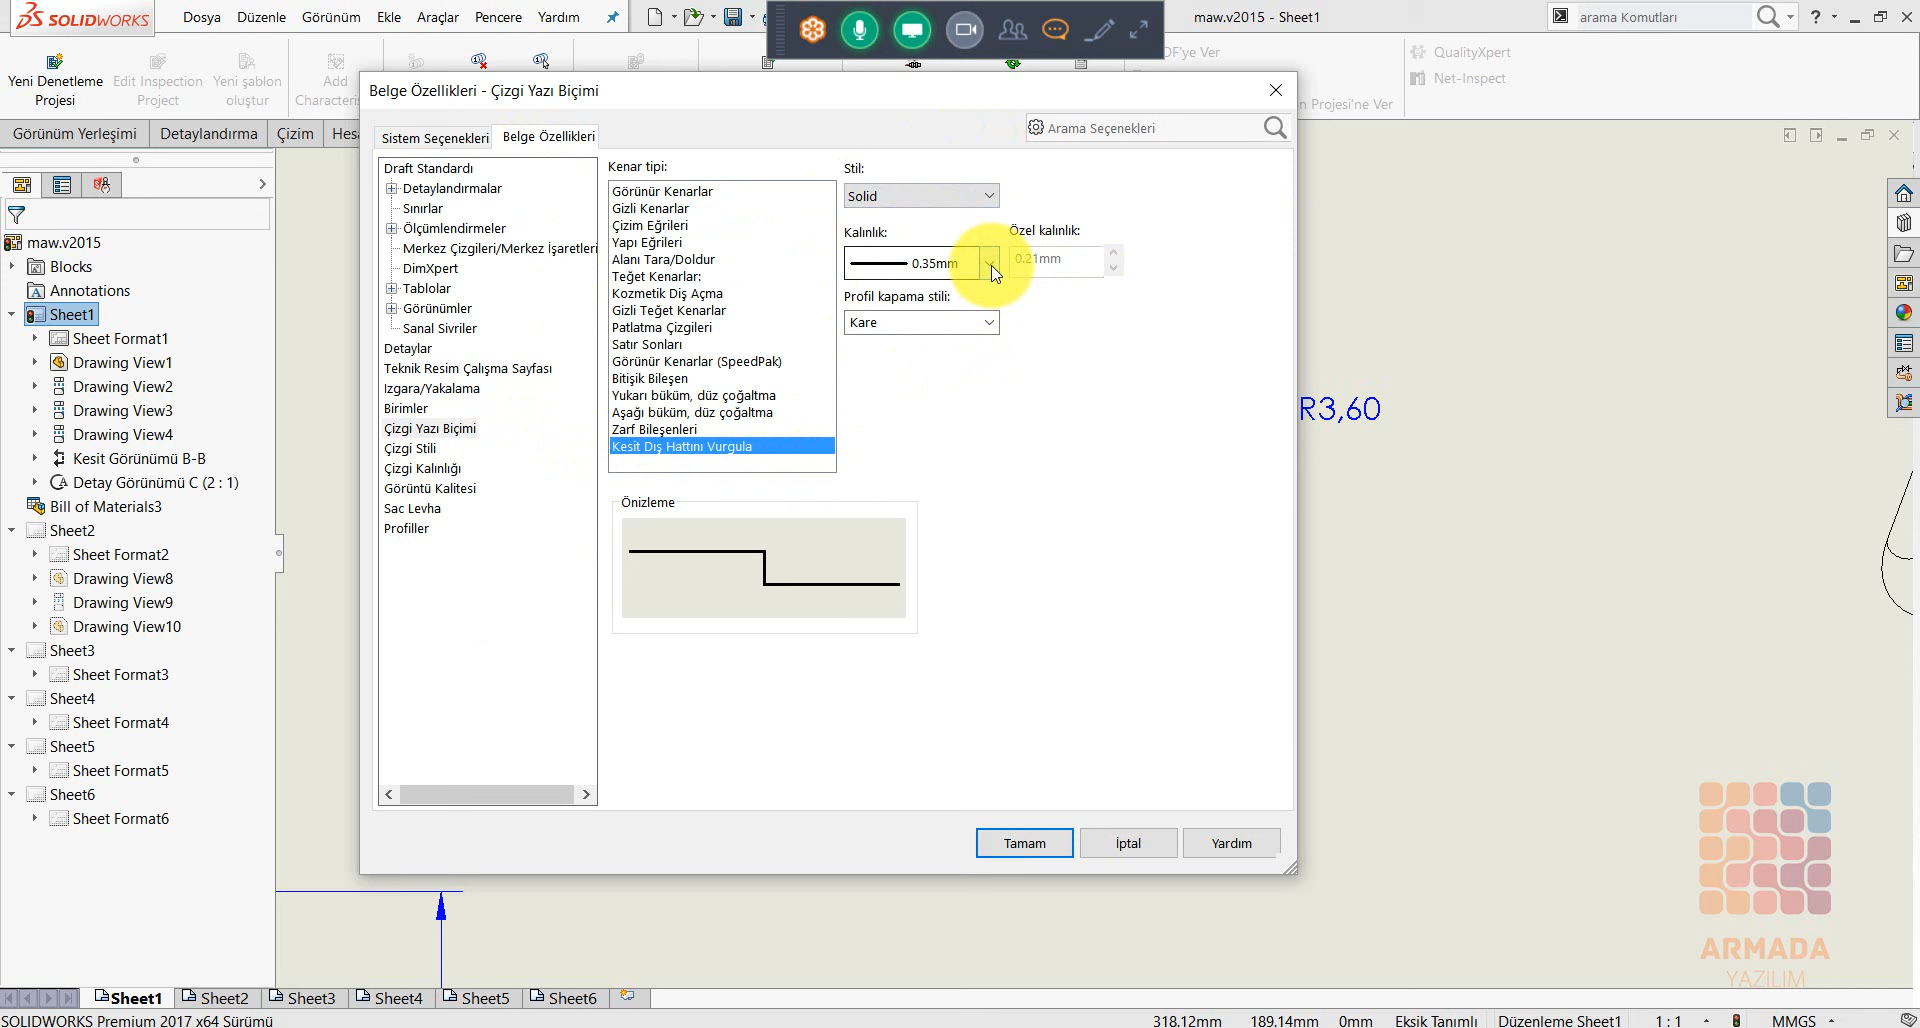 SOLIDWORKS
Dosya Düzenle Görünüm Ekle Araçlar Pencere Yardım
maw.v2015 - Sheet1
arama Komutları
Yeni Denetleme Projesi
Edit Inspection Project
Yeni şablon oluştur
Add
Characteri
DF'ye Ver
n Projesi'ne Ver
QualityXpert
Net-Inspect
Görünüm Yerleşimi Detaylandırma Çizim Hes
Belge Özellikleri - Çizgi Yazı Biçimi
Sistem Seçenekleri Belge Özellikleri
Arama Seçenekleri
maw.v2015
Blocks
Annotations
Sheet1
Sheet Format1
Drawing View1
Drawing View2
Drawing View3
Drawing View4
Kesit Görünümü B-B
Detay Görünümü C (2 : 1)
Bill of Materials3
Sheet2
Sheet Format2
Drawing View8
Drawing View9
Drawing View10
Sheet3
Sheet Format3
Sheet4
Sheet Format4
Sheet5
Sheet Format5
Sheet6
Sheet Format6
Draft Standardı
Detaylandırmalar
Sınırlar
Ölçümlendirmeler
Merkez Çizgileri/Merkez İşaretleri
DimXpert
Tablolar
Görünümler
Sanal Sivriler
Detaylar
Teknik Resim Çalışma Sayfası
Izgara/Yakalama
Birimler
Çizgi Yazı Biçimi
Çizgi Stili
Çizgi Kalınlığı
Görüntü Kalitesi
Sac Levha
Profiller
Kenar tipi:
Görünür Kenarlar
Gizli Kenarlar
Çizim Eğrileri
Yapı Eğrileri
Alanı Tara/Doldur
Teğet Kenarlar:
Kozmetik Diş Açma
Gizli Teğet Kenarlar
Patlatma Çizgileri
Satır Sonları
Görünür Kenarlar (SpeedPak)
Bitişik Bileşen
Yukarı büküm, düz çoğaltma
Aşağı büküm, düz çoğaltma
Zarf Bileşenleri
Kesit Dış Hattını Vurgula
Stil:
Solid
Kalınlık:
0.35mm
Özel kalınlık:
0.21mm
Profil kapama stili:
Kare
Önizleme
Tamam İptal Yardım
R3,60
ARMADA
YAZILIM
Sheet1 Sheet2 Sheet3 Sheet4 Sheet5 Sheet6
SOLIDWORKS Premium 2017 x64 Sürümü
318.12mm 189.14mm 0mm Eksik Tanımlı Düzenleme Sheet1 1 : 1 MMGS